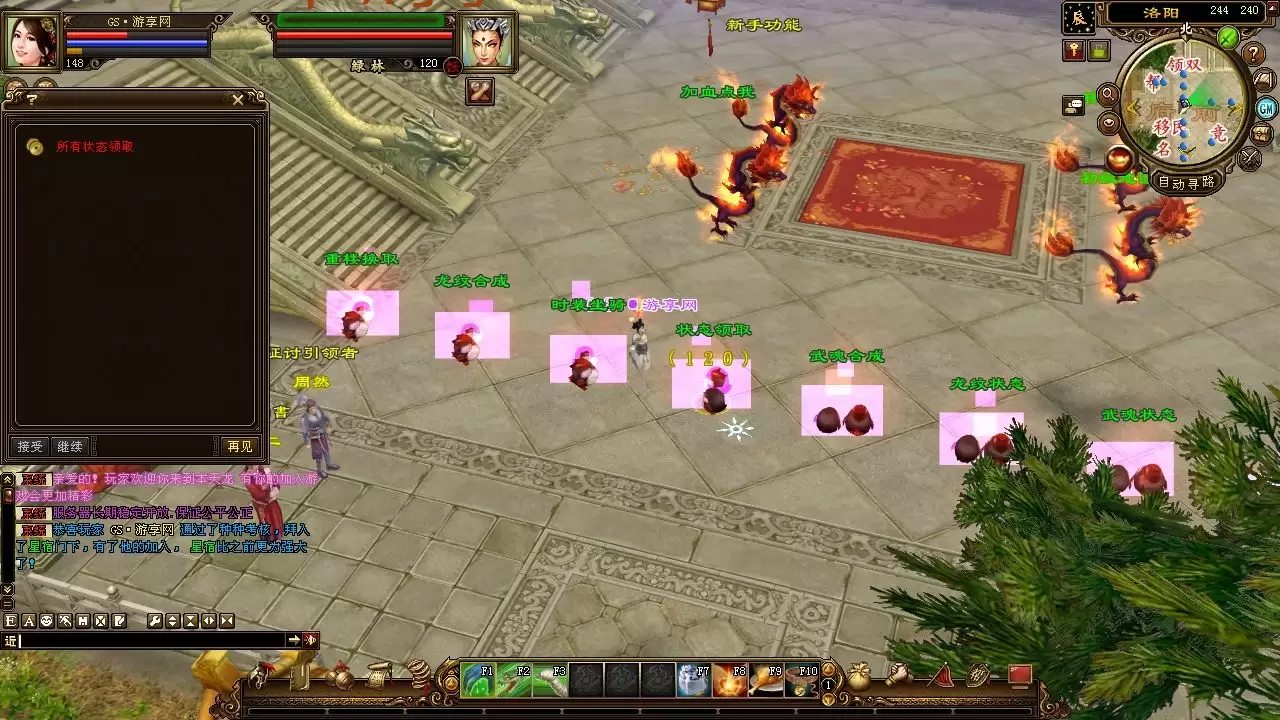 GS·游享网
148
绿林
120
新手功能
洛阳
244 240
辰
北
GM
自动寻路
?
所有状态领取
接受
继续
再见
加血点我
重楼换取
龙纹合成
时装坐骑
游享网
状态领取
(120)
武魂合成
龙纹状态
武魂状态
征讨引领者
周然
亲爱的! 玩家欢迎你来到本天龙 有你的加入游
戏会更加精彩
服务器长期稳定开放,保证公平公正
恭喜玩家 GS·游享网 通过了种种考核,拜入
了星宿门下,有了他的加入, 星宿比之前更为强大
了!
近
F1
F2
F3
F7
F8
F9
F10